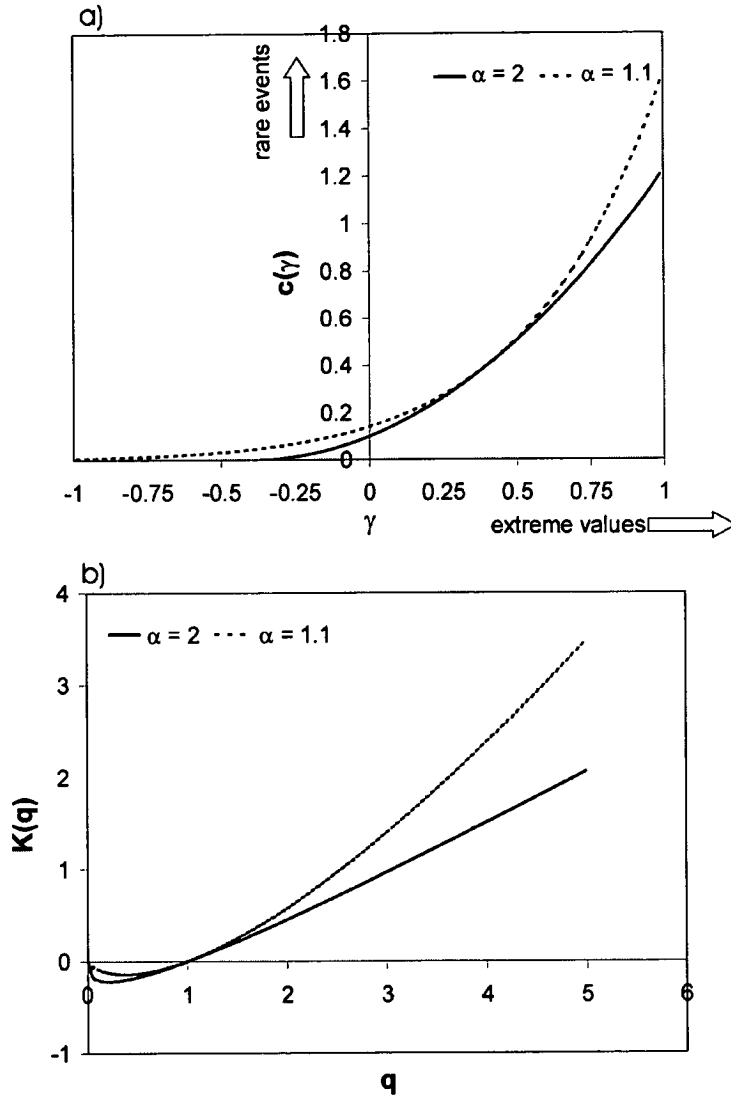 a)
1.8
1.6
1.4
1.2
1
0.8
0.6
0.4
0.2
0
rare events
α = 2
α = 1.1
c(γ)
-1 -0.75 -0.5 -0.25 0 0.25 0.5 0.75 1
γ
extreme values
b)
4
3
2
1
0
-1
α = 2
α = 1.1
K(q)
0 1 2 3 4 5 6
q